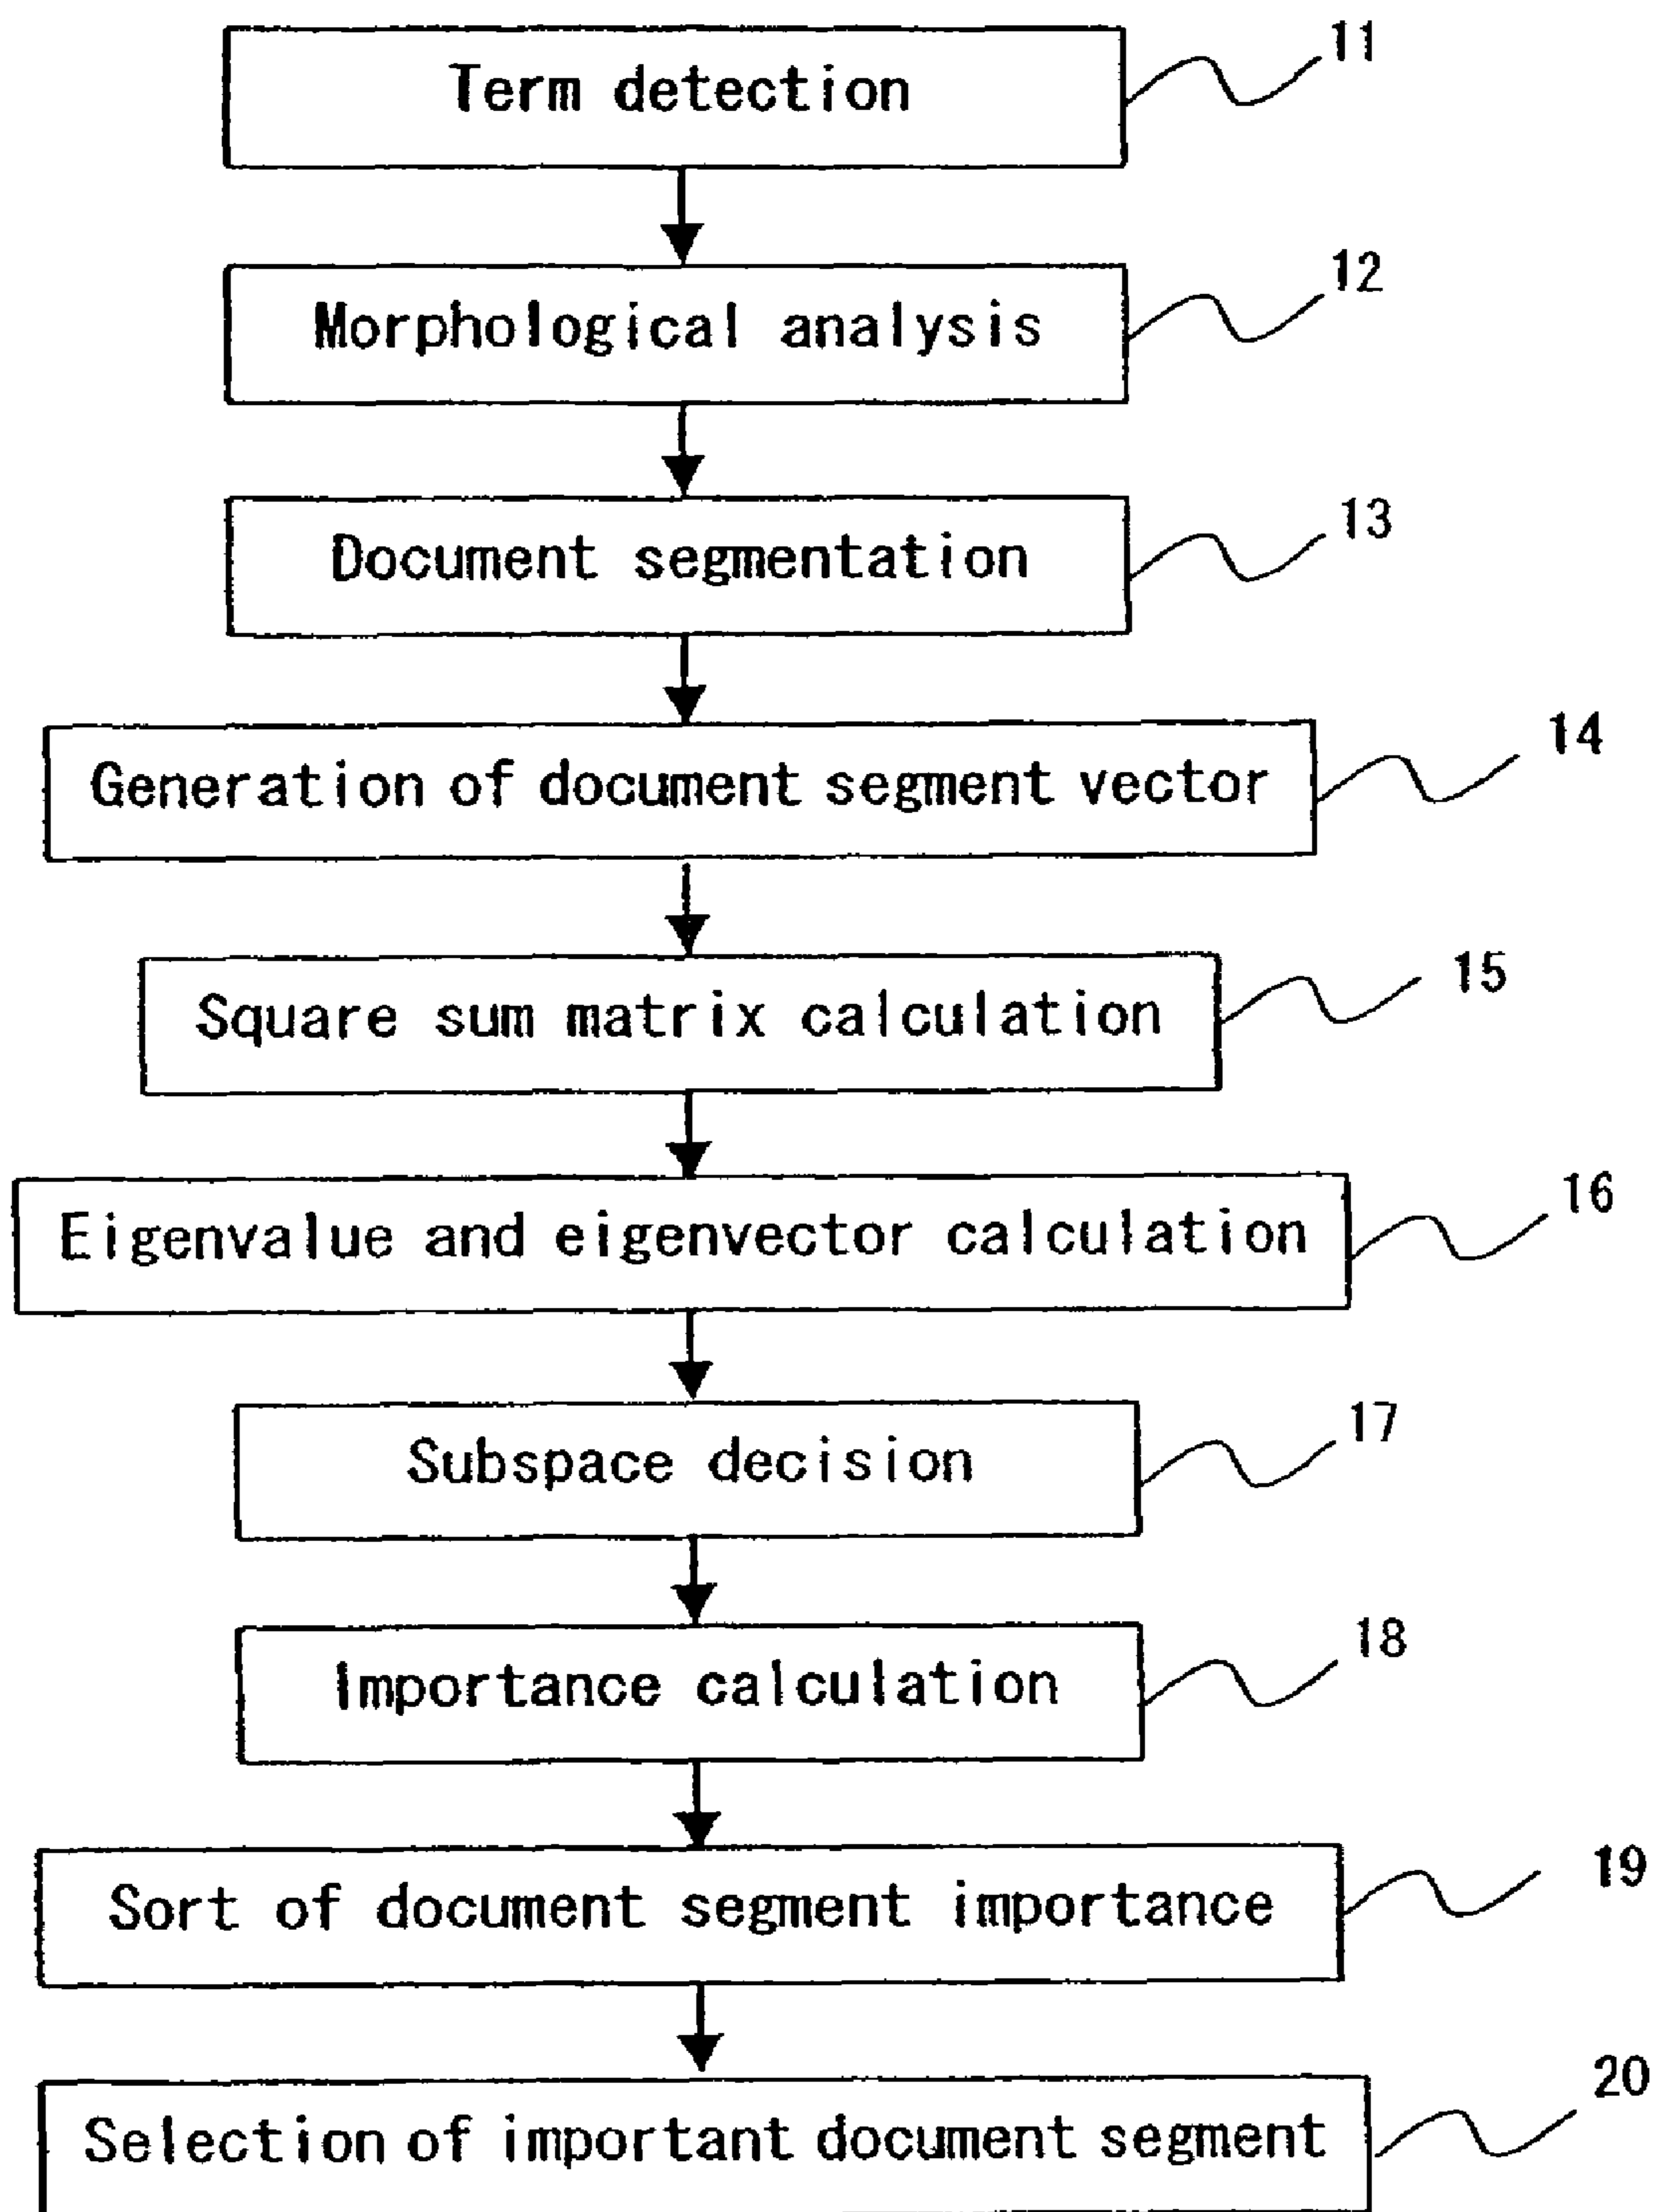 Term detection
11
Morphological analysis
12
Document segmentation
13
Generation of document segment vector
14
Square sum matrix calculation
15
Eigenvalue and eigenvector calculation
16
Subspace decision
17
Importance calculation
18
Sort of document segment importance
19
Selection of important document segment
20